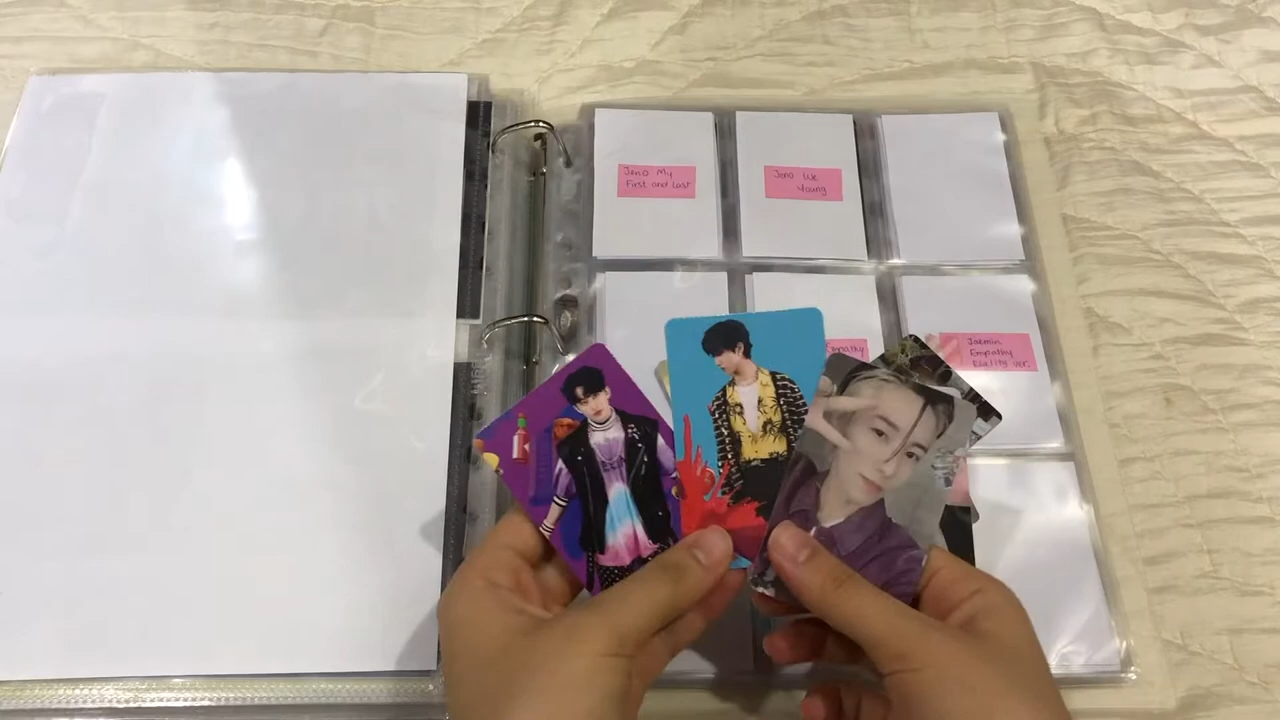 Jeno My
First and Last
Jeno We
Young
Empathy
Jaemin
Empathy
Reality ver.